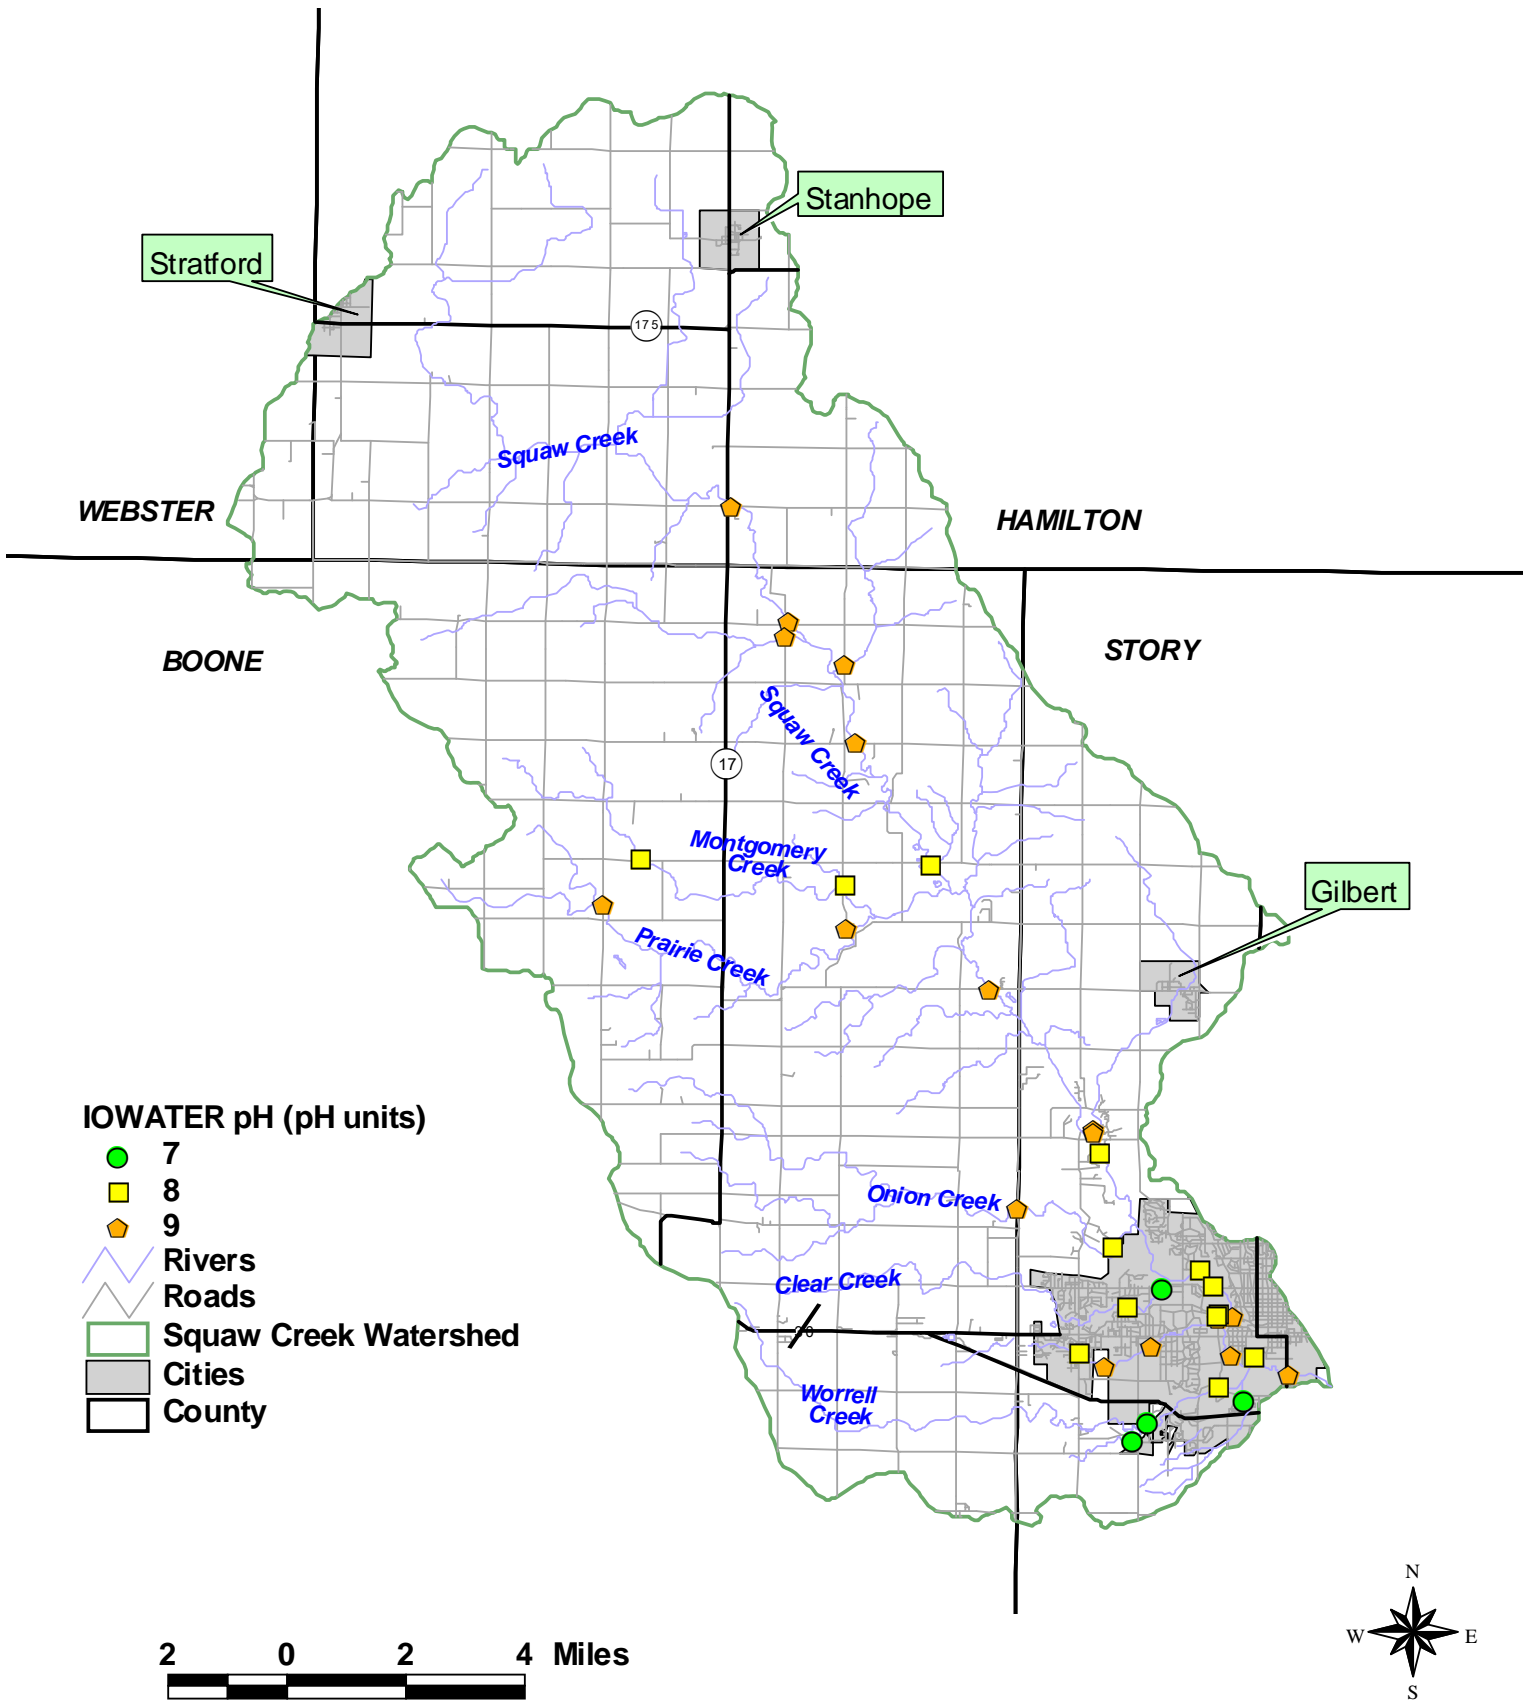 Stanhope
Stratford
175
Squaw Creek
WEBSTER
HAMILTON
BOONE
STORY
Squaw Creek
17
Montgomery
Creek
Gilbert
Prairie Creek
IOWATER pH (pH units)
7
8
9
Rivers
Roads
Squaw Creek Watershed
Cities
County
Onion Creek
Clear Creek
30
Worrell
Creek
N
W
E
S
2 0 2 4 Miles